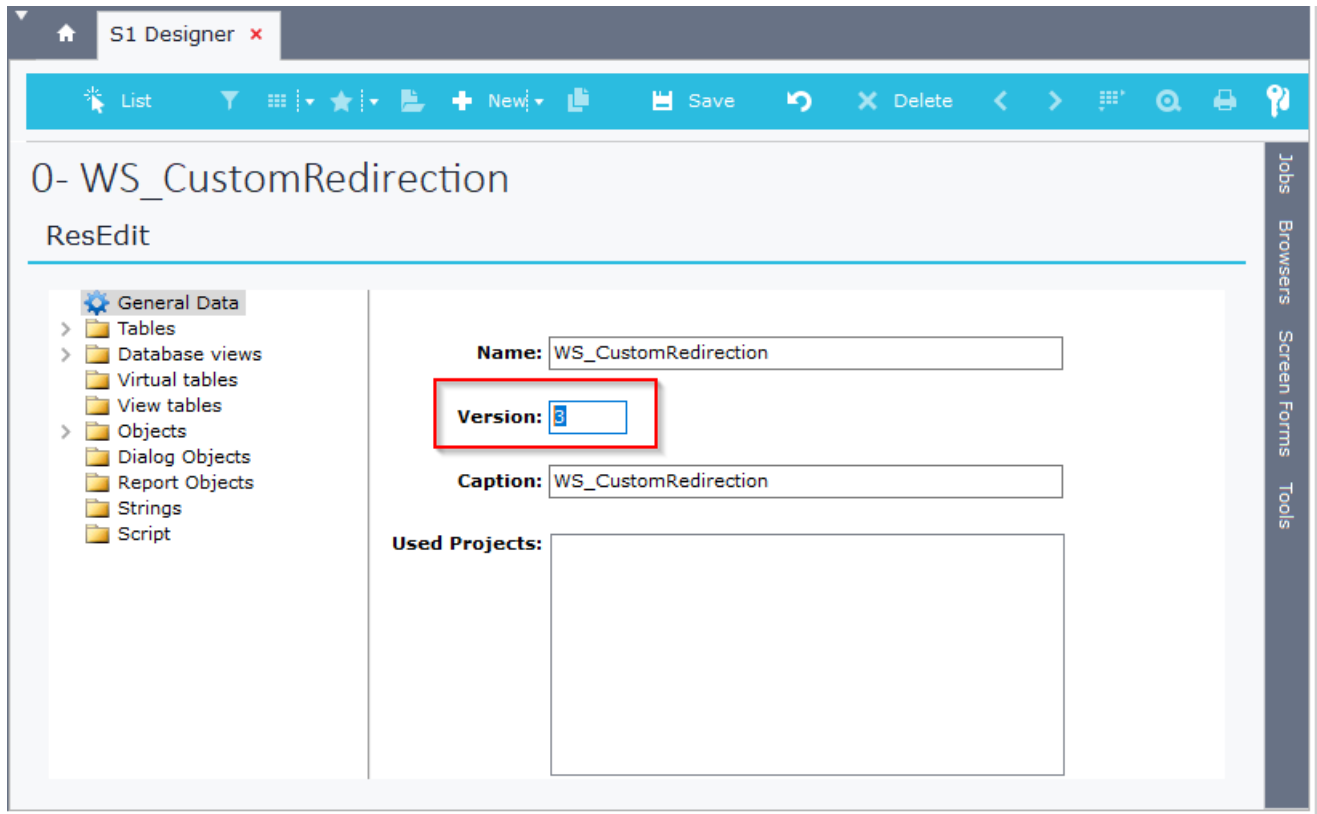 S1 Designer
List New Save Delete
0- WS_CustomRedirection
ResEdit
General Data
Tables
Database views
Virtual tables
View tables
Objects
Dialog Objects
Report Objects
Strings
Script
Name: WS_CustomRedirection
Version: 3
Caption: WS_CustomRedirection
Used Projects:
Jobs
Browsers
Screen Forms
Tools